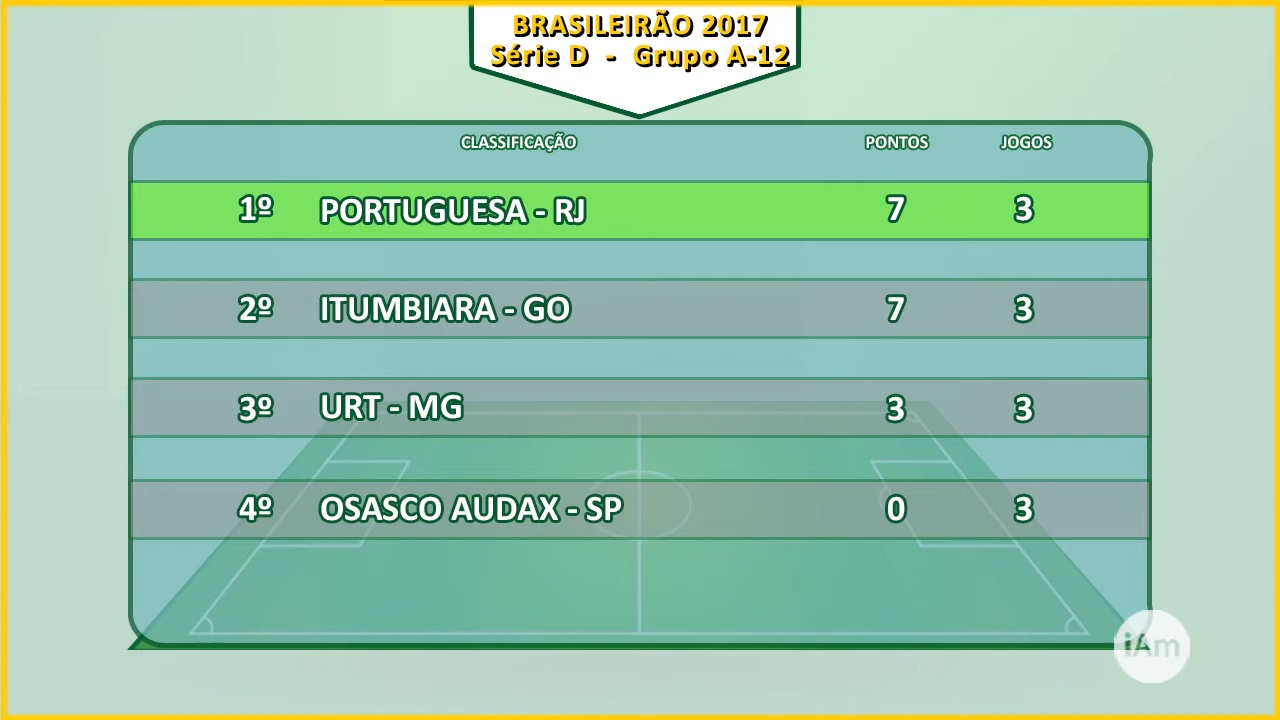 BRASILEIRÃO 2017
Série D - Grupo A-12
CLASSIFICAÇÃO PONTOS JOGOS
1º PORTUGUESA - RJ 7 3
2º ITUMBIARA - GO 7 3
3º URT - MG 3 3
4º OSASCO AUDAX - SP 0 3
iAm